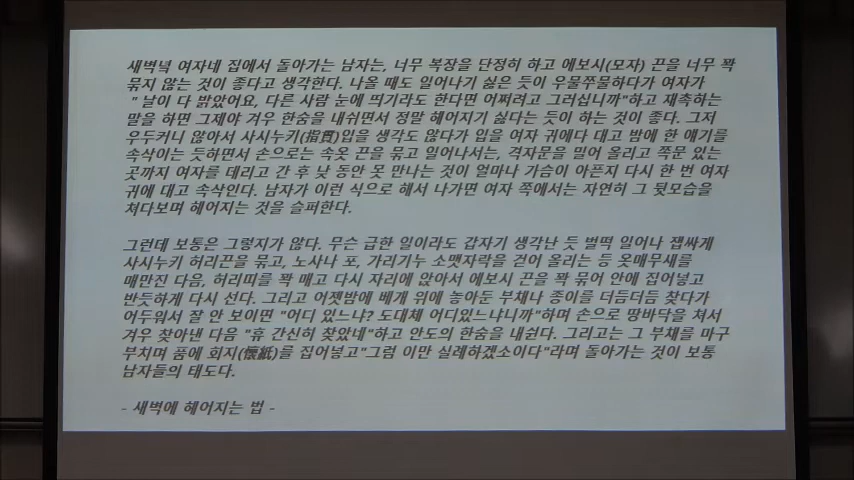 새벽녘 여자네 집에서 돌아가는 남자는, 너무 복장을 단정히 하고 에보시(모자) 끈을 너무 꽉
묶지 않는 것이 좋다고 생각한다. 나올 때도 일어나기 싫은 듯이 우물쭈물하다가 여자가
" 날이 다 밝았어요, 다른 사람 눈에 띄기라도 한다면 어쩌려고 그러십니까"하고 재촉하는
말을 하면 그제야 겨우 한숨을 내쉬면서 정말 헤어지기 싫다는 듯이 하는 것이 좋다. 그저
우두커니 앉아서 사시누키(指貫)입을 생각도 않다가 입을 여자 귀에다 대고 밤에 한 얘기를
속삭이는 듯하면서 손으로는 속옷 끈을 묶고 일어나서는, 격자문을 밀어 올리고 쪽문 있는
곳까지 여자를 데리고 간 후 낮 동안 못 만나는 것이 얼마나 가슴이 아픈지 다시 한 번 여자
귀에 대고 속삭인다. 남자가 이런 식으로 해서 나가면 여자 쪽에서는 자연히 그 뒷모습을
쳐다보며 헤어지는 것을 슬퍼한다.
그런데 보통은 그렇지가 않다. 무슨 급한 일이라도 갑자기 생각난 듯 벌떡 일어나 잽싸게
사시누키 허리끈을 묶고, 노사나 포, 가리기누 소맷자락을 걷어 올리는 등 옷매무새를
매만진 다음, 허리띠를 꽉 매고 다시 자리에 앉아서 에보시 끈을 꽉 묶어 안에 집어넣고
반듯하게 다시 선다. 그리고 어젯밤에 베개 위에 놓아둔 부채나 종이를 더듬더듬 찾다가
어두워서 잘 안 보이면 "어디 있느냐? 도대체 어디있느냐니까"하며 손으로 땅바닥을 쳐서
겨우 찾아낸 다음 "휴 간신히 찾았네"하고 안도의 한숨을 내쉰다. 그리고는 그 부채를 마구
부치며 품에 회지(懷紙)를 집어넣고"그럼 이만 실례하겠소이다"라며 돌아가는 것이 보통
남자들의 태도다.
- 새벽에 헤어지는 법 -